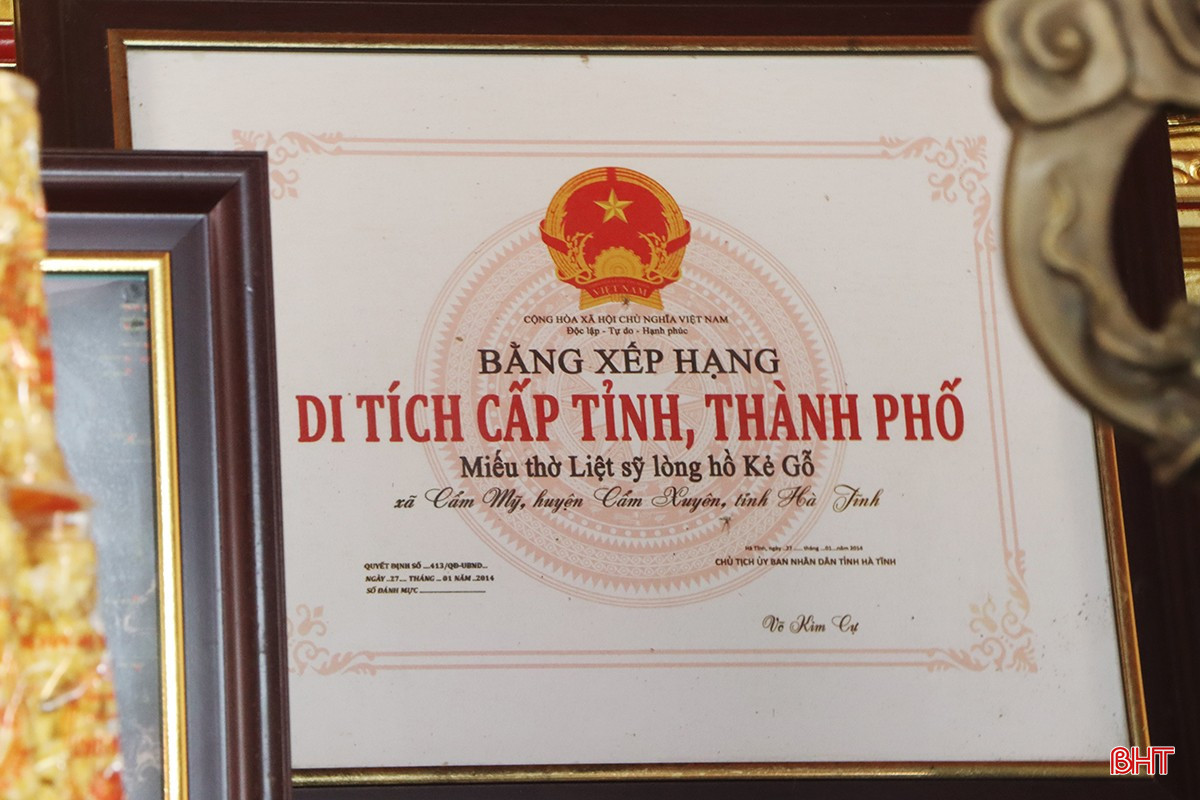 VIỆT NAM
CỘNG HÒA XÃ HỘI CHỦ NGHĨA VIỆT NAM
Độc lập - Tự do - Hạnh phúc
BẰNG XẾP HẠNG
DI TÍCH CẤP TỈNH, THÀNH PHỐ
Miếu thờ Liệt sỹ lòng hồ Kẻ Gỗ
xã Cẩm Mỹ, huyện Cẩm Xuyên, tỉnh Hà Tĩnh
Hà Tĩnh, ngày ..27..... tháng ...01...năm 2014
CHỦ TỊCH ỦY BAN NHÂN DÂN TỈNH HÀ TĨNH
QUYẾT ĐỊNH SỐ ....413/QĐ-UBND...
NGÀY ..27.... THÁNG ... 01 NĂM ..2014
SỐ DÁNH MỤC
Võ Kim Cự
BHT